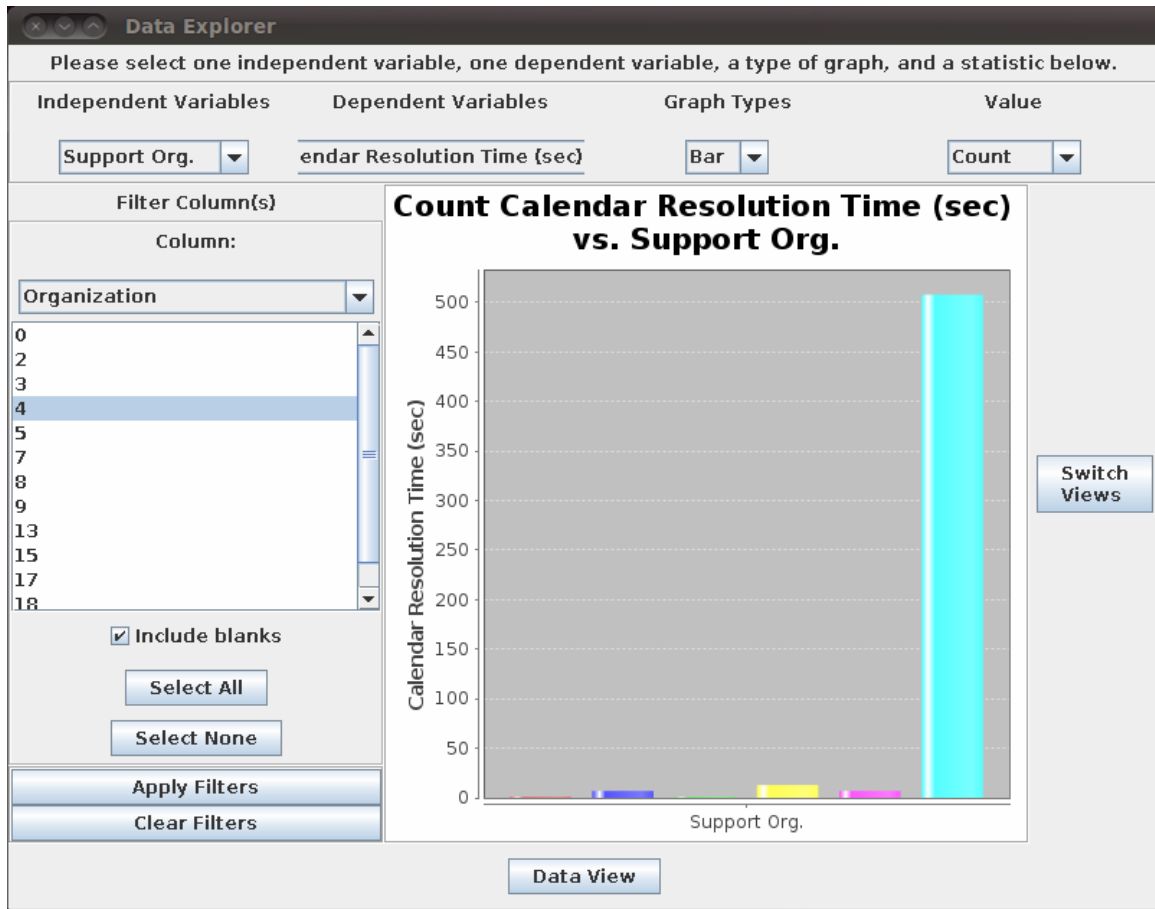 Data Explorer
Please select one independent variable, one dependent variable, a type of graph, and a statistic below.
Independent Variables
Dependent Variables
Graph Types
Value
Support Org.
endar Resolution Time (sec)
Bar
Count
Filter Column(s)
Column:
Organization
0
2
3
4
5
7
8
9
13
15
17
18
Include blanks
Select All
Select None
Apply Filters
Clear Filters
Count Calendar Resolution Time (sec)
vs. Support Org.
Calendar Resolution Time (sec)
500
450
400
350
300
250
200
150
100
50
0
Support Org.
Switch
Views
Data View